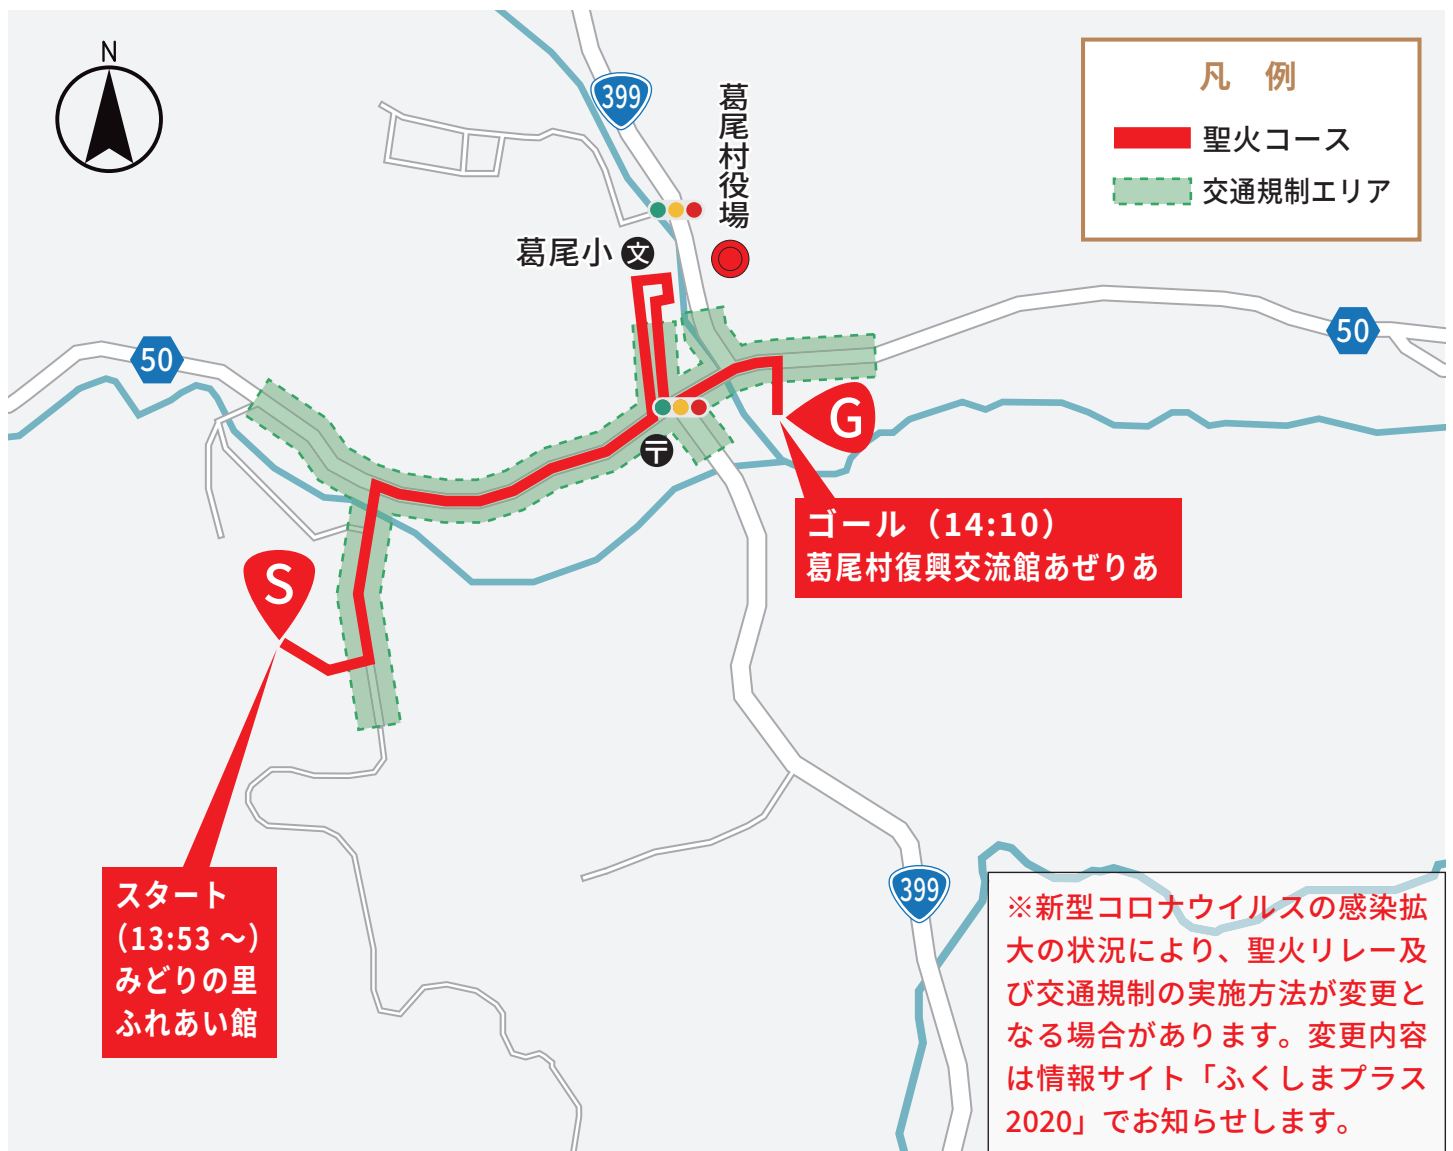 N
399
葛尾村役場
凡 例
聖火コース
交通規制エリア
葛尾小
文
50
50
〒
G
ゴール（14:10）
葛尾村復興交流館あぜりあ
S
スタート
（13:53 ～）
みどりの里
ふれあい館
399
※新型コロナウイルスの感染拡
大の状況により、聖火リレー及
び交通規制の実施方法が変更と
なる場合があります。変更内容
は情報サイト「ふくしまプラス
2020」でお知らせします。